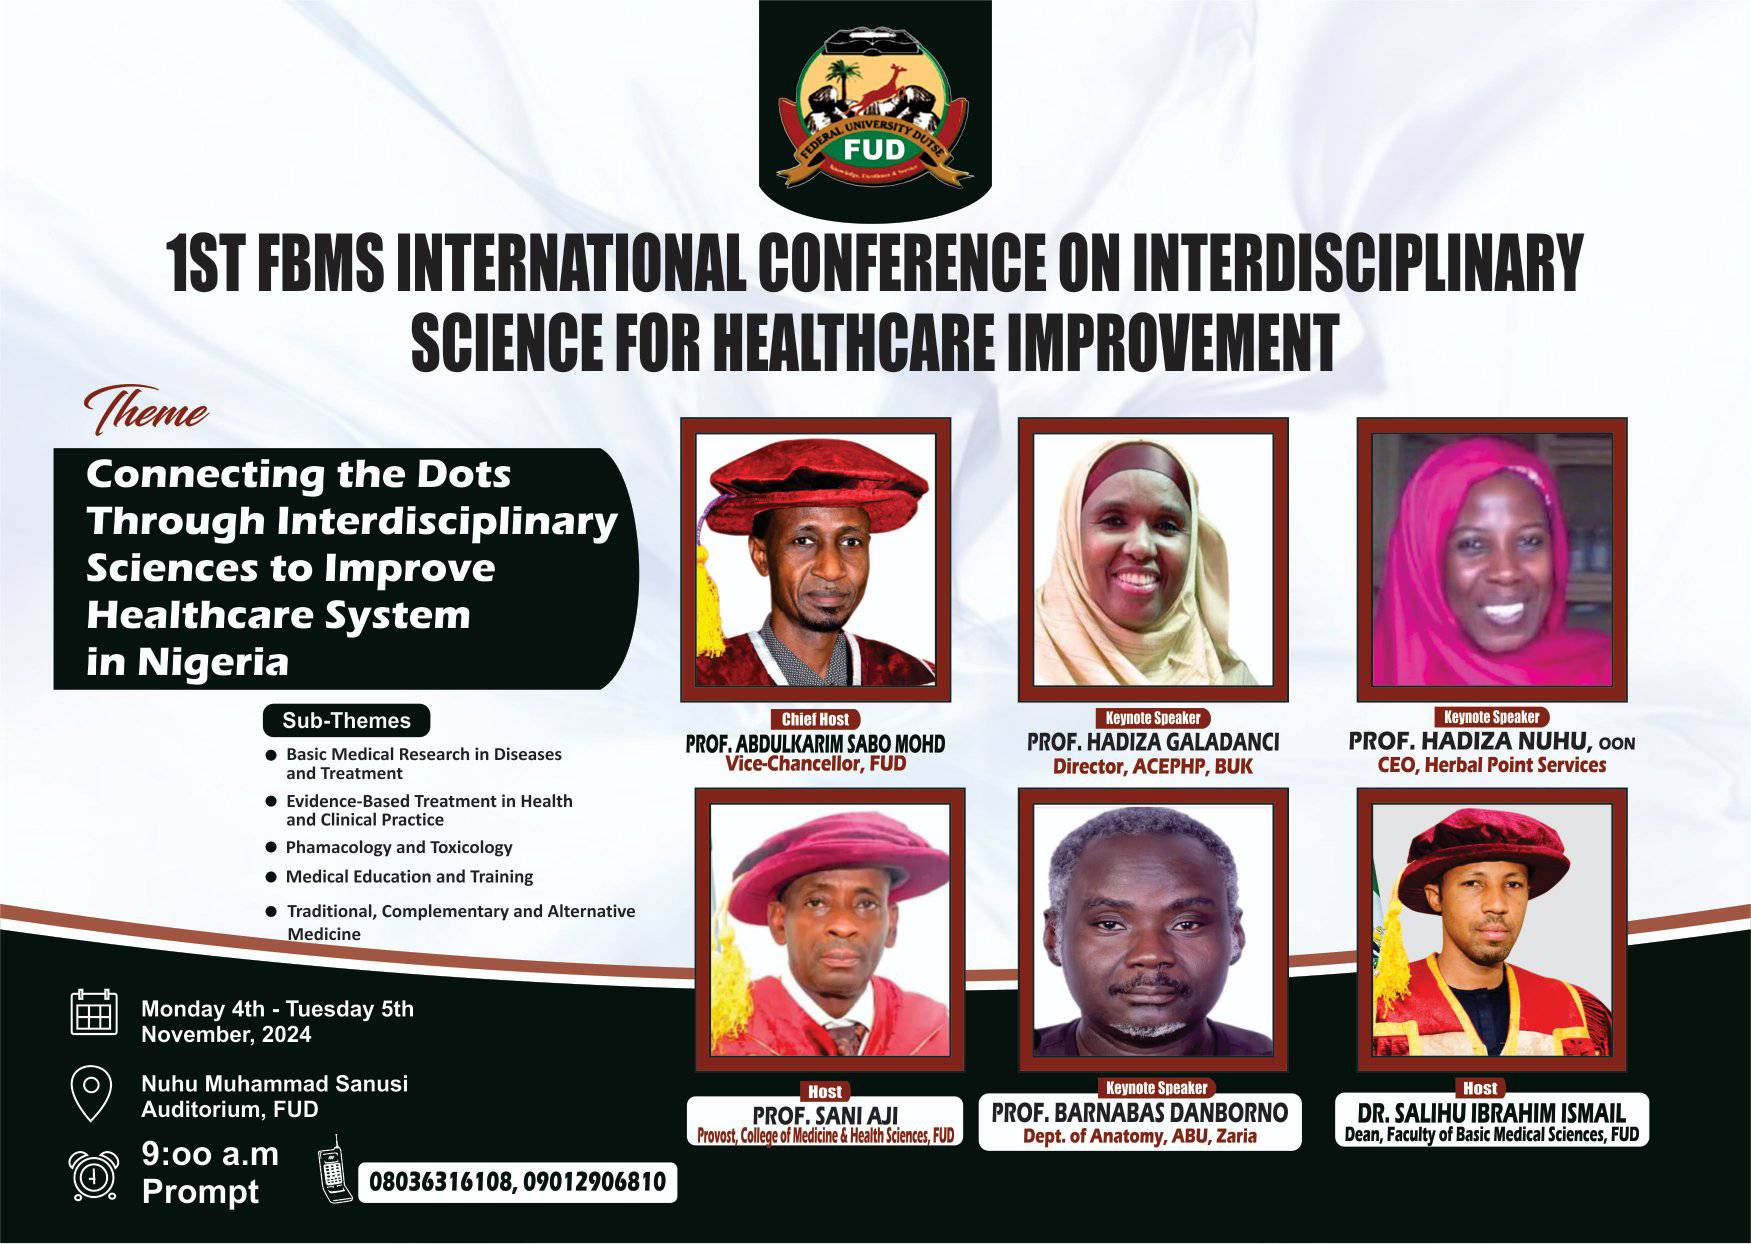 FEDERAL UNIVERSITY DUTSE
FUD
Knowledge, Excellence & Service
1ST FBMS INTERNATIONAL CONFERENCE ON INTERDISCIPLINARY
SCIENCE FOR HEALTHCARE IMPROVEMENT
Theme
Connecting the Dots
Through Interdisciplinary
Sciences to Improve
Healthcare System
in Nigeria
Sub-Themes
Basic Medical Research in Diseases
and Treatment
Evidence-Based Treatment in Health
and Clinical Practice
Phamacology and Toxicology
Medical Education and Training
Traditional, Complementary and Alternative
Medicine
Chief Host
PROF. ABDULKARIM SABO MOHD
Vice-Chancellor, FUD
Keynote Speaker
PROF. HADIZA GALADANCI
Director, ACEPHP, BUK
Keynote Speaker
PROF. HADIZA NUHU, OON
CEO, Herbal Point Services
Host
PROF. SANI AJI
Provost, College of Medicine & Health Sciences, FUD
Keynote Speaker
PROF. BARNABAS DANBORNO
Dept. of Anatomy, ABU, Zaria
Host
DR. SALIHU IBRAHIM ISMAIL
Dean, Faculty of Basic Medical Sciences, FUD
Monday 4th - Tuesday 5th
November, 2024
Nuhu Muhammad Sanusi
Auditorium, FUD
9:oo a.m
Prompt
08036316108, 09012906810